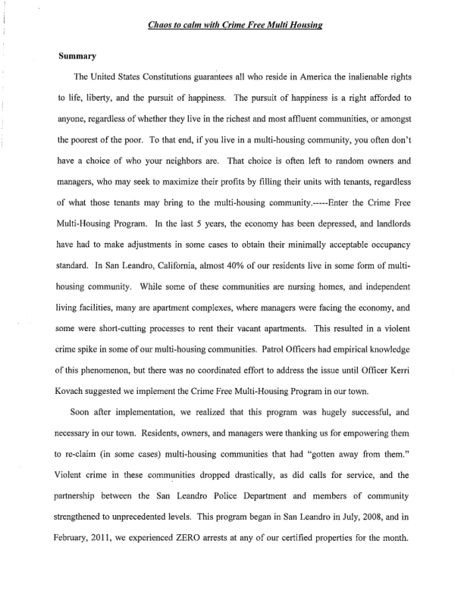 Chaos to calm with Crime Free Multi Housing
Summary
The United States Constitutions guarantees all who reside in America the inalienable rights
to life, liberty, and the pursuit of happiness. The pursuit of happiness is a right afforded to
anyone, regardless of whether they live in the richest and most affluent communities, or amongst
the poorest of the poor. To that end, if you live in a multi-housing community, you often don't
have a choice of who your neighbors are. That choice is often left to random owners and
managers, who may seek to maximize their profits by filling their units with tenants, regardless
of what those tenants may bring to the multi-housing community.-----Enter the Crime Free
Multi-Housing Program. In the last 5 years, the economy has been depressed, and landlords
have had to make adjustments in some cases to obtain their minimally acceptable occupancy
standard. In San Leandro, California, almost 40% of our residents live in some form of multi-
housing community. While some of these communities are nursing homes, and independent
living facilities, many are apartment complexes, where managers were facing the economy, and
some were short-cutting processes to rent their vacant apartments. This resulted in a violent
crime spike in some of our multi-housing communities. Patrol Officers had empirical knowledge
of this phenomenon, but there was no coordinated effort to address the issue until Officer Kerri
Kovach suggested we implement the Crime Free Multi-Housing Program in our town.
Soon after implementation, we realized that this program was hugely successful, and
necessary in our town. Residents, owners, and managers were thanking us for empowering them
to re-claim (in some cases) multi-housing communities that had "gotten away from them."
Violent crime in these communities dropped drastically, as did calls for service, and the
partnership between the San Leandro Police Department and members of community
strengthened to unprecedented levels. This program began in San Leandro in July, 2008, and in
February, 2011, we experienced ZERO arrests at any of our certified properties for the month.